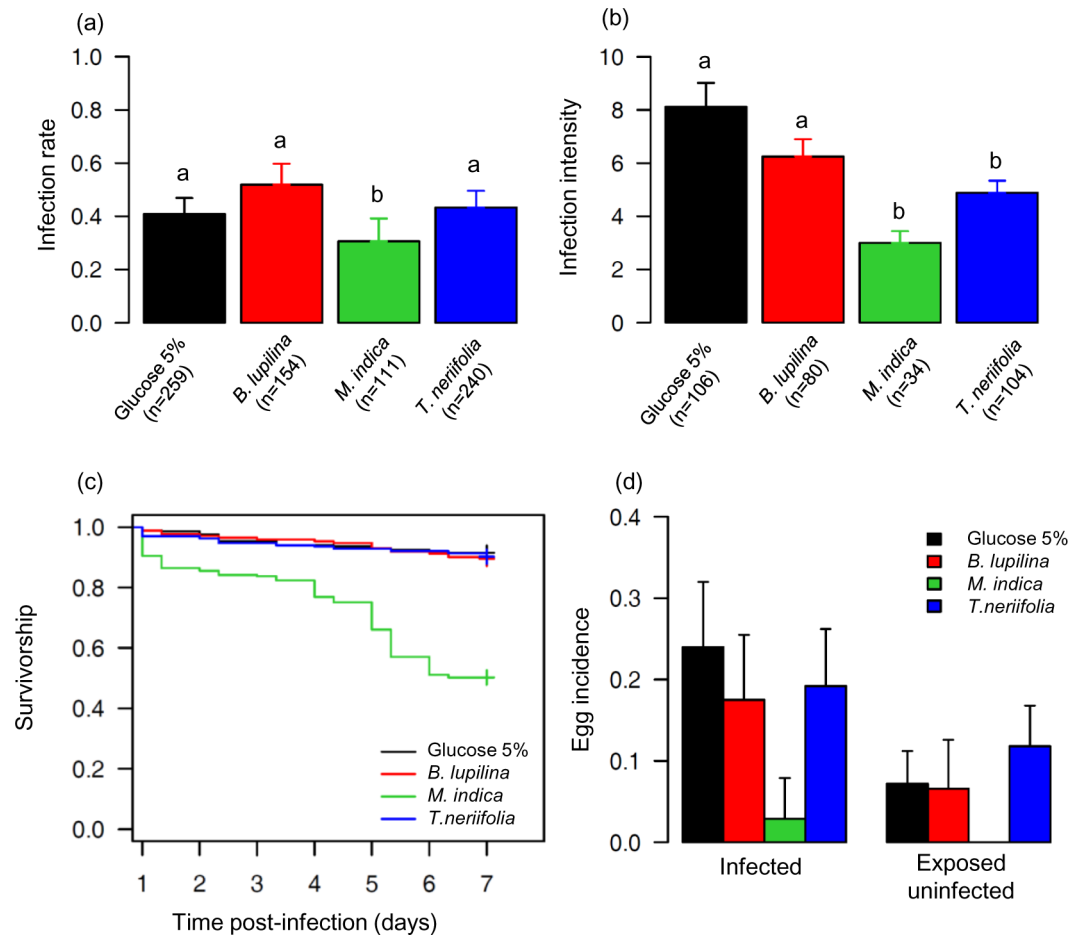 (a)
Infection rate
1.0
0.8
0.6
0.4
0.2
0.0
a
a
b
a
Glucose 5%
(n=259)
B. lupilina
(n=154)
M. indica
(n=111)
T. neriifolia
(n=240)
(b)
Infection intensity
10
8
6
4
2
0
a
a
b
b
Glucose 5%
(n=106)
B. lupilina
(n=80)
M. indica
(n=34)
T. neriifolia
(n=104)
(c)
Survivorship
1.0
0.8
0.6
0.4
0.2
0.0
Glucose 5%
B. lupilina
M. indica
T.neriifolia
1 2 3 4 5 6 7
Time post-infection (days)
(d)
Egg incidence
0.4
0.3
0.2
0.1
0.0
Glucose 5%
B. lupilina
M. indica
T.neriifolia
Infected
Exposed
uninfected